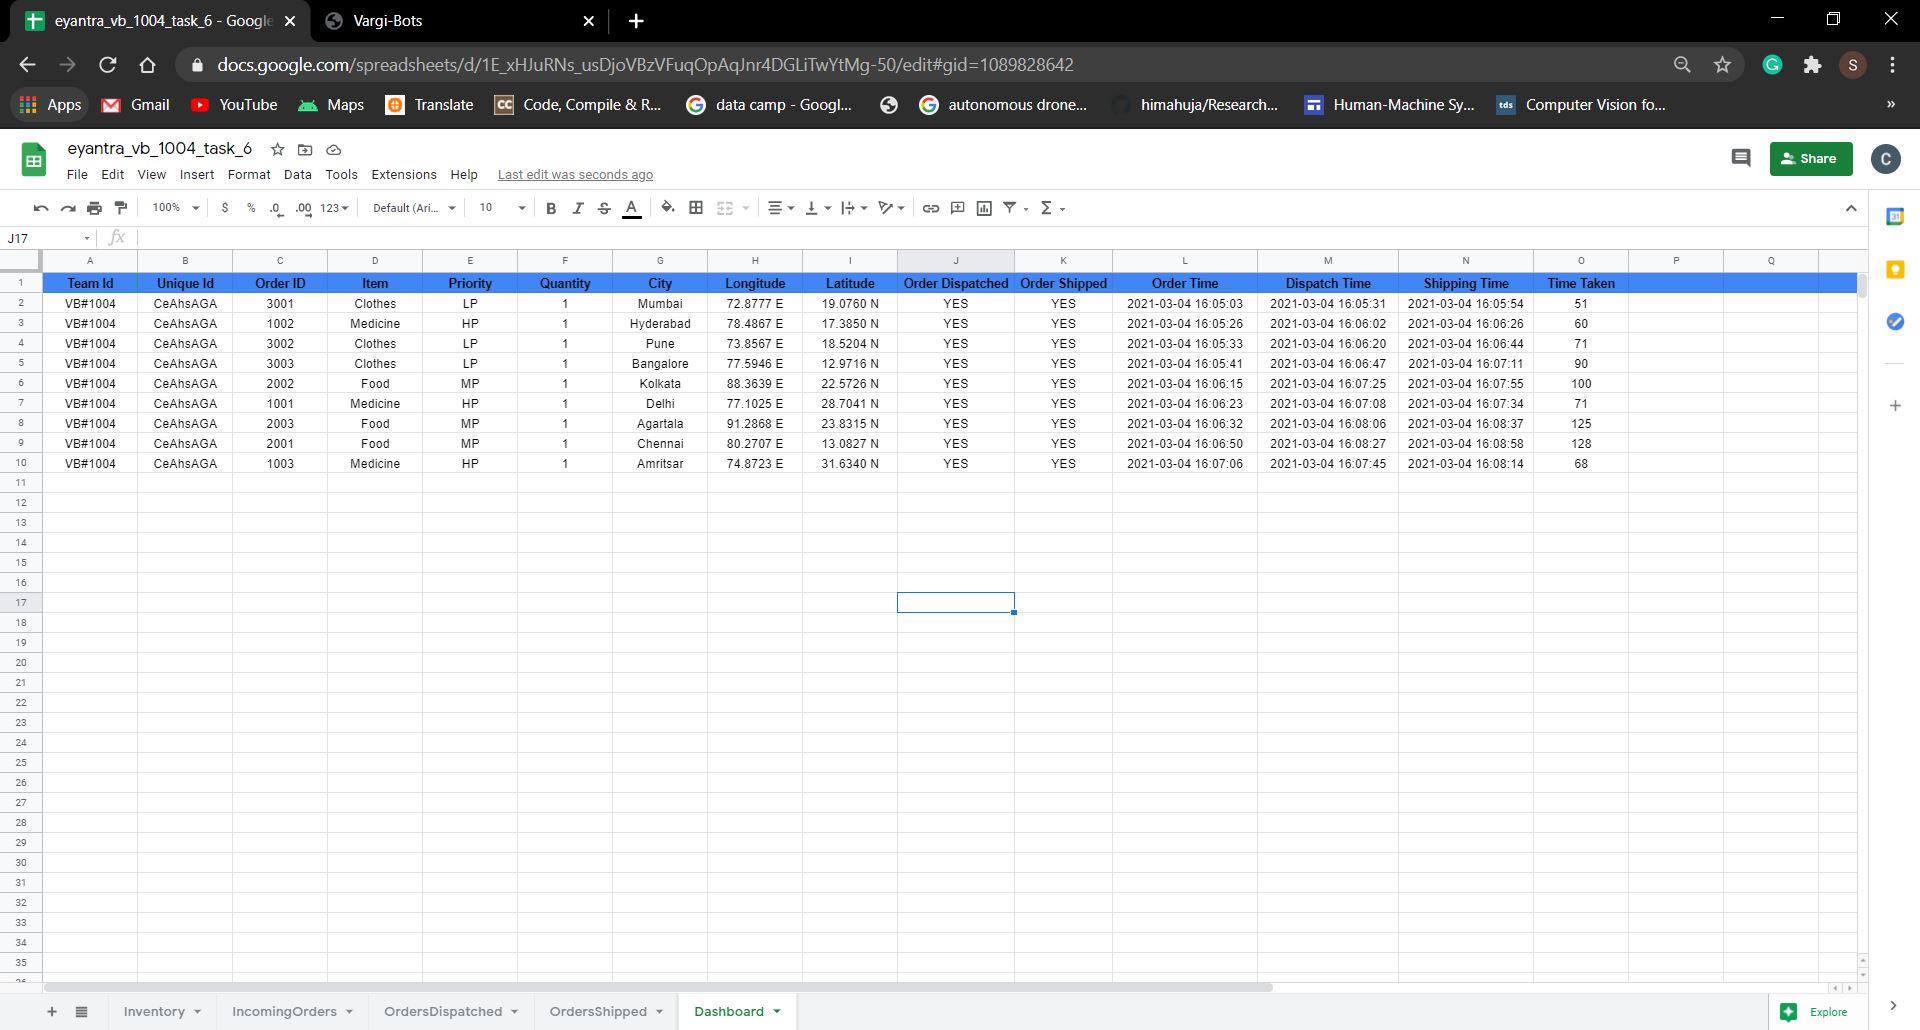 eyantra_vb_1004_task_6 - Google
Vargi-Bots
docs.google.com/spreadsheets/d/1E_xHJuRNs_usDjoVBzVFuqOpAqJnr4DGLiTwYtMg-50/edit#gid=1089828642
S
Apps Gmail YouTube Maps Translate Code, Compile & R... data camp - Googl... autonomous drone... himahuja/Research... Human-Machine Sy... Computer Vision fo... »
eyantra_vb_1004_task_6
Share
C
File Edit View Insert Format Data Tools Extensions Help Last edit was seconds ago
100% $ % .0 .00 123 Default (Ari... 10 B I S A Σ
J17 fx
A B C D E F G H I J K L M N O P Q
1 Team Id Unique Id Order ID Item Priority Quantity City Longitude Latitude Order Dispatched Order Shipped Order Time Dispatch Time Shipping Time Time Taken
2 VB#1004 CeAhsAGA 3001 Clothes LP 1 Mumbai 72.8777 E 19.0760 N YES YES 2021-03-04 16:05:03 2021-03-04 16:05:31 2021-03-04 16:05:54 51
3 VB#1004 CeAhsAGA 1002 Medicine HP 1 Hyderabad 78.4867 E 17.3850 N YES YES 2021-03-04 16:05:26 2021-03-04 16:06:02 2021-03-04 16:06:26 60
4 VB#1004 CeAhsAGA 3002 Clothes LP 1 Pune 73.8567 E 18.5204 N YES YES 2021-03-04 16:05:33 2021-03-04 16:06:20 2021-03-04 16:06:44 71
5 VB#1004 CeAhsAGA 3003 Clothes LP 1 Bangalore 77.5946 E 12.9716 N YES YES 2021-03-04 16:05:41 2021-03-04 16:06:47 2021-03-04 16:07:11 90
6 VB#1004 CeAhsAGA 2002 Food MP 1 Kolkata 88.3639 E 22.5726 N YES YES 2021-03-04 16:06:15 2021-03-04 16:07:25 2021-03-04 16:07:55 100
7 VB#1004 CeAhsAGA 1001 Medicine HP 1 Delhi 77.1025 E 28.7041 N YES YES 2021-03-04 16:06:23 2021-03-04 16:07:08 2021-03-04 16:07:34 71
8 VB#1004 CeAhsAGA 2003 Food MP 1 Agartala 91.2868 E 23.8315 N YES YES 2021-03-04 16:06:32 2021-03-04 16:08:06 2021-03-04 16:08:37 125
9 VB#1004 CeAhsAGA 2001 Food MP 1 Chennai 80.2707 E 13.0827 N YES YES 2021-03-04 16:06:50 2021-03-04 16:08:27 2021-03-04 16:08:58 128
10 VB#1004 CeAhsAGA 1003 Medicine HP 1 Amritsar 74.8723 E 31.6340 N YES YES 2021-03-04 16:07:06 2021-03-04 16:07:45 2021-03-04 16:08:14 68
11
12
13
14
15
16
17
18
19
20
21
22
23
24
25
26
27
28
29
30
31
32
33
34
35
Inventory IncomingOrders OrdersDispatched OrdersShipped Dashboard Explore